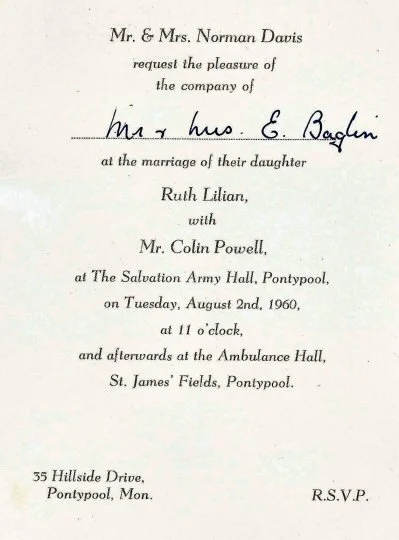 Mr. & Mrs. Norman Davis
request the pleasure of
the company of
Mr & Mrs. E. Baglin
at the marriage of their daughter
Ruth Lilian,
with
Mr. Colin Powell,
at The Salvation Army Hall, Pontypool,
on Tuesday, August 2nd, 1960,
at 11 o'clock,
and afterwards at the Ambulance Hall,
St. James' Fields, Pontypool.
35 Hillside Drive,
Pontypool, Mon.
R.S.V.P.